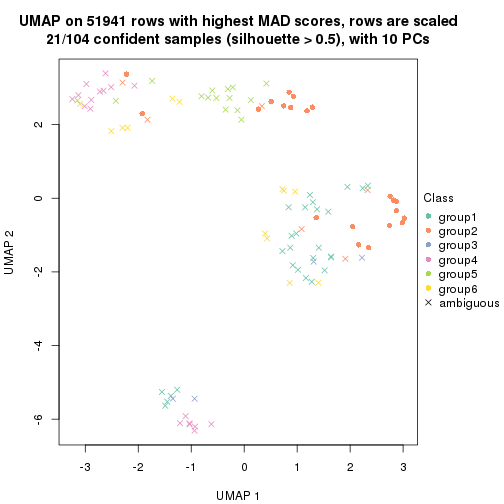 UMAP on 51941 rows with highest MAD scores, rows are scaled
21/104 confident samples (silhouette > 0.5), with 10 PCs
UMAP 2
2
0
-2
-4
-6
-3
-2
-1
0
1
2
3
UMAP 1
Class
group1
group2
group3
group4
group5
group6
ambiguous